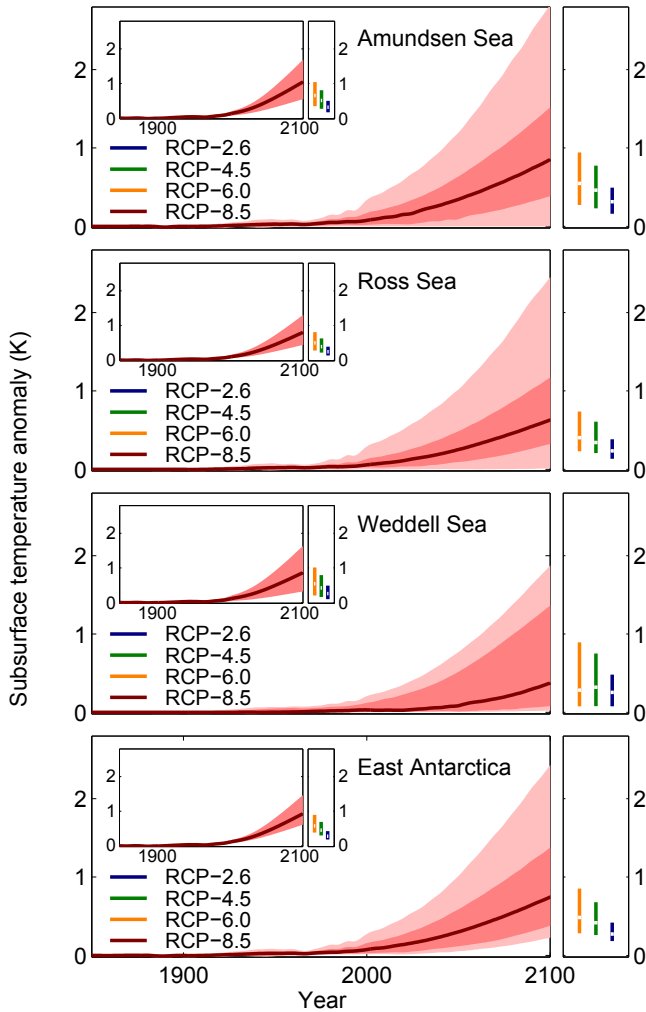 Subsurface temperature anomaly (K)
Amundsen Sea
2
1
0
2
1
0
1900
2100
2
1
0
2
1
0
RCP−2.6
RCP−4.5
RCP−6.0
RCP−8.5
Ross Sea
2
1
0
2
1
0
1900
2100
2
1
0
2
1
0
RCP−2.6
RCP−4.5
RCP−6.0
RCP−8.5
Weddell Sea
2
1
0
2
1
0
1900
2100
2
1
0
2
1
0
RCP−2.6
RCP−4.5
RCP−6.0
RCP−8.5
East Antarctica
2
1
0
2
1
0
1900
2100
2
1
0
2
1
0
RCP−2.6
RCP−4.5
RCP−6.0
RCP−8.5
1900
2000
2100
Year